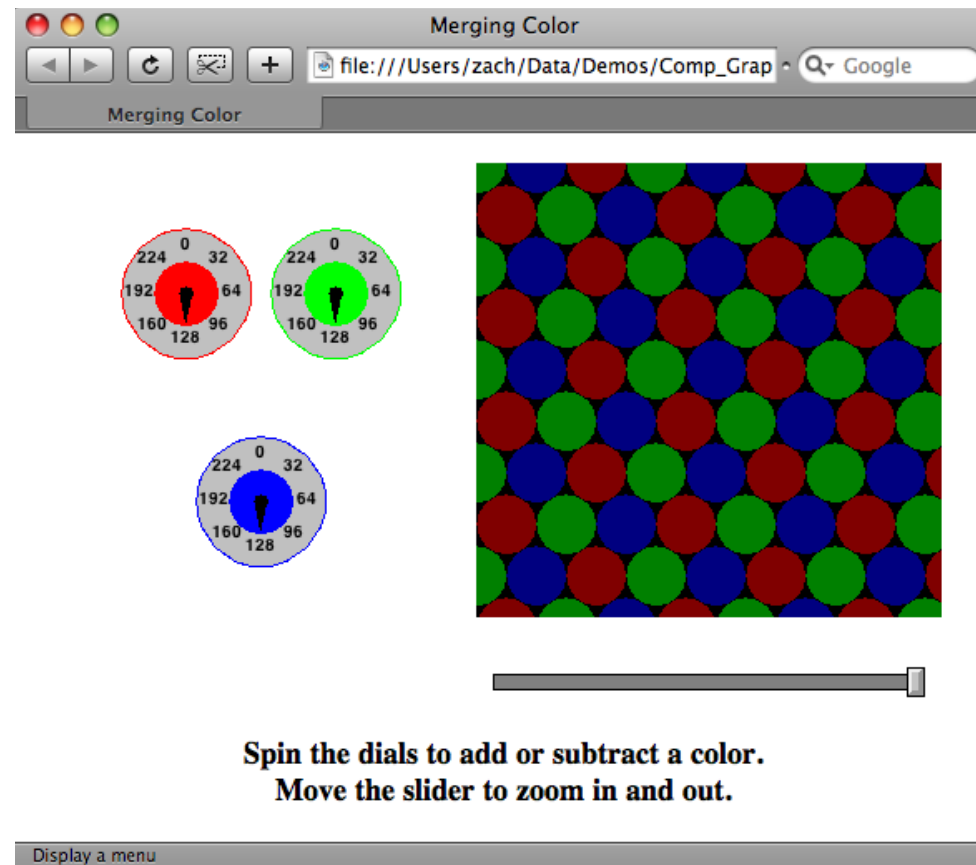 Merging Color
file:///Users/zach/Data/Demos/Comp_Grap
Google
Merging Color
0
224 32
192 64
160 96
128
0
224 32
192 64
160 96
128
0
224 32
192 64
160 96
128
Spin the dials to add or subtract a color.
Move the slider to zoom in and out.
Display a menu